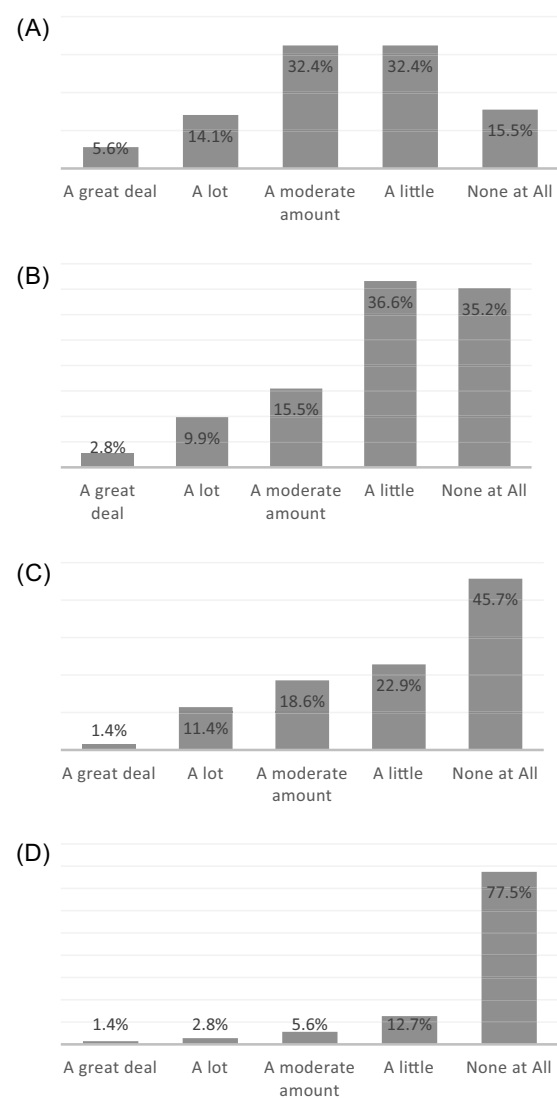 (A)
5.6%
14.1%
32.4%
32.4%
15.5%
A great deal
A lot
A moderate
amount
A little
None at All
(B)
2.8%
9.9%
15.5%
36.6%
35.2%
A great
deal
A lot
A moderate
amount
A little
None at All
(C)
1.4%
11.4%
18.6%
22.9%
45.7%
A great deal
A lot
A moderate
amount
A little
None at All
(D)
1.4%
2.8%
5.6%
12.7%
77.5%
A great deal
A lot
A moderate
amount
A little
None at All